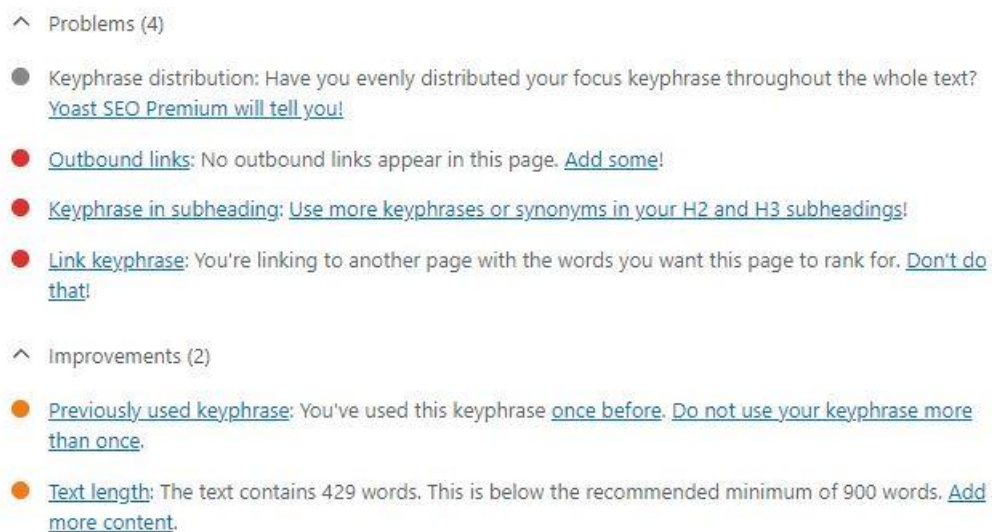 Problems (4)
Keyphrase distribution: Have you evenly distributed your focus keyphrase throughout the whole text?
Yoast SEO Premium will tell you!
Outbound links: No outbound links appear in this page. Add some!
Keyphrase in subheading: Use more keyphrases or synonyms in your H2 and H3 subheadings!
Link keyphrase: You're linking to another page with the words you want this page to rank for. Don't do
that!
Improvements (2)
Previously used keyphrase: You've used this keyphrase once before. Do not use your keyphrase more
than once.
Text length: The text contains 429 words. This is below the recommended minimum of 900 words. Add
more content.